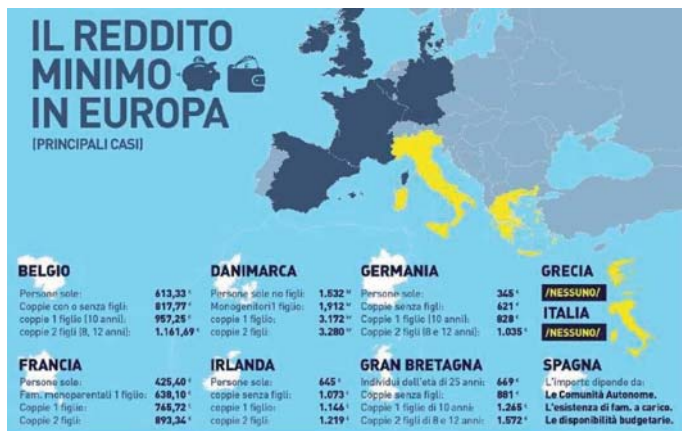 IL REDDITO
MINIMO
IN EUROPA
(PRINCIPALI CASI)
BELGIO
Persone sole: 613,33 €
Coppie con o senza figli: 817,77 €
coppie 1 figlio (10 anni): 957,25 €
coppie 2 figli (8, 12 anni): 1.161,69 €
DANIMARCA
Persone sole no figli: 1.532
Monogenitori1 figlio: 1,912
coppie 1 figlio: 3.172
coppie 2 figli: 3.280
GERMANIA
Persone sole: 345 €
Coppie senza figli: 621 €
Coppie 1 figlio (10 anni): 828 €
Coppie 2 figli (8 e 12 anni): 1.035 €
GRECIA
/NESSUNO/
ITALIA
/NESSUNO/
FRANCIA
Persone sole: 425,40 €
Fam. monoparentali 1 figlio: 638,10 €
Coppie 1 figlio: 765,72 €
Coppie 2 figli: 893,34 €
IRLANDA
Persone sole: 645 €
coppie senza figli: 1.073 €
coppie 1 figlio: 1.146 €
coppie 2 figli: 1.219 €
GRAN BRETAGNA
Individui dell'età di 25 anni: 669 €
Coppie senza figli: 881 €
Coppie 1 figlio di 10 anni: 1.265 €
Coppie 2 figli di 8 e 12 anni: 1.572 €
SPAGNA
L'importo dipende da:
Le Comunità Autonome.
L'esistenza di fam. a carico.
Le disponibilità budgetarie.